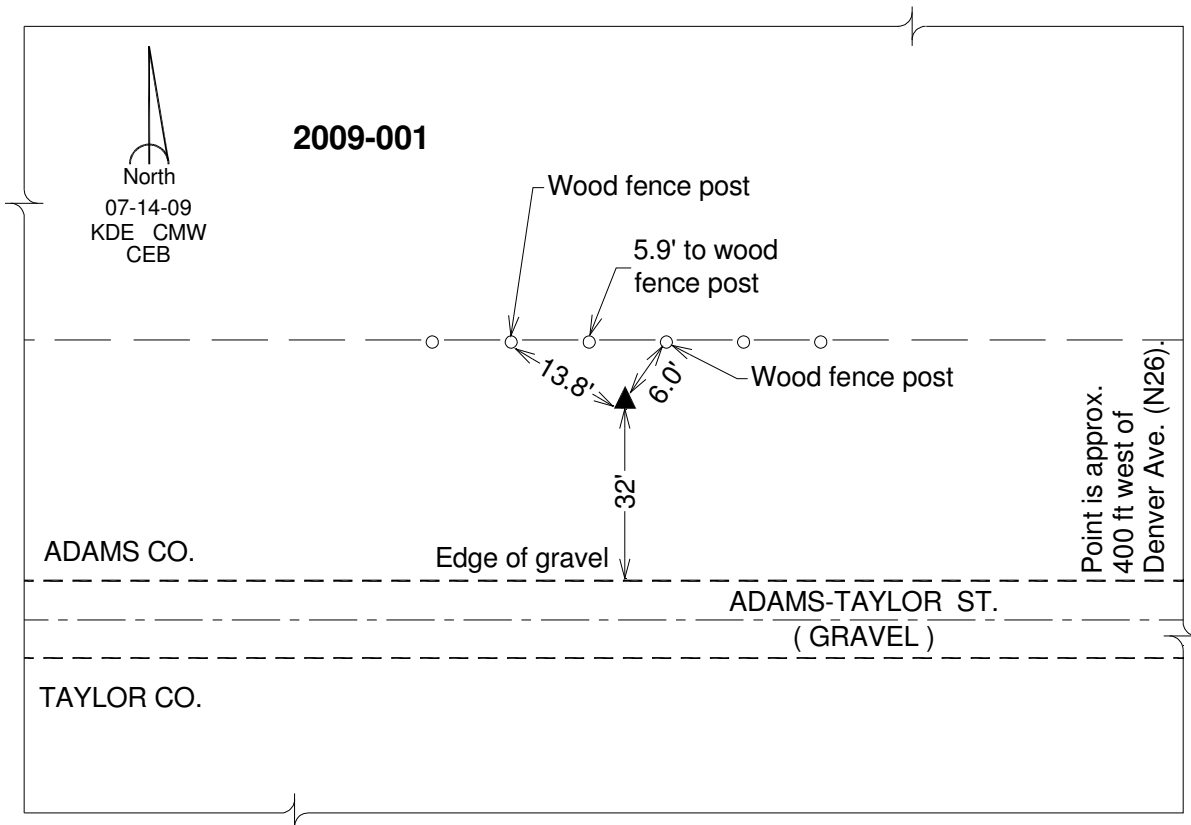 2009-001
North
07-14-09
KDE CMW
CEB
Wood fence post
5.9' to wood
fence post
13.8'
6.0'
Wood fence post
32'
Point is approx.
400 ft west of
Denver Ave. (N26).
ADAMS CO.
Edge of gravel
ADAMS-TAYLOR ST.
( GRAVEL )
TAYLOR CO.